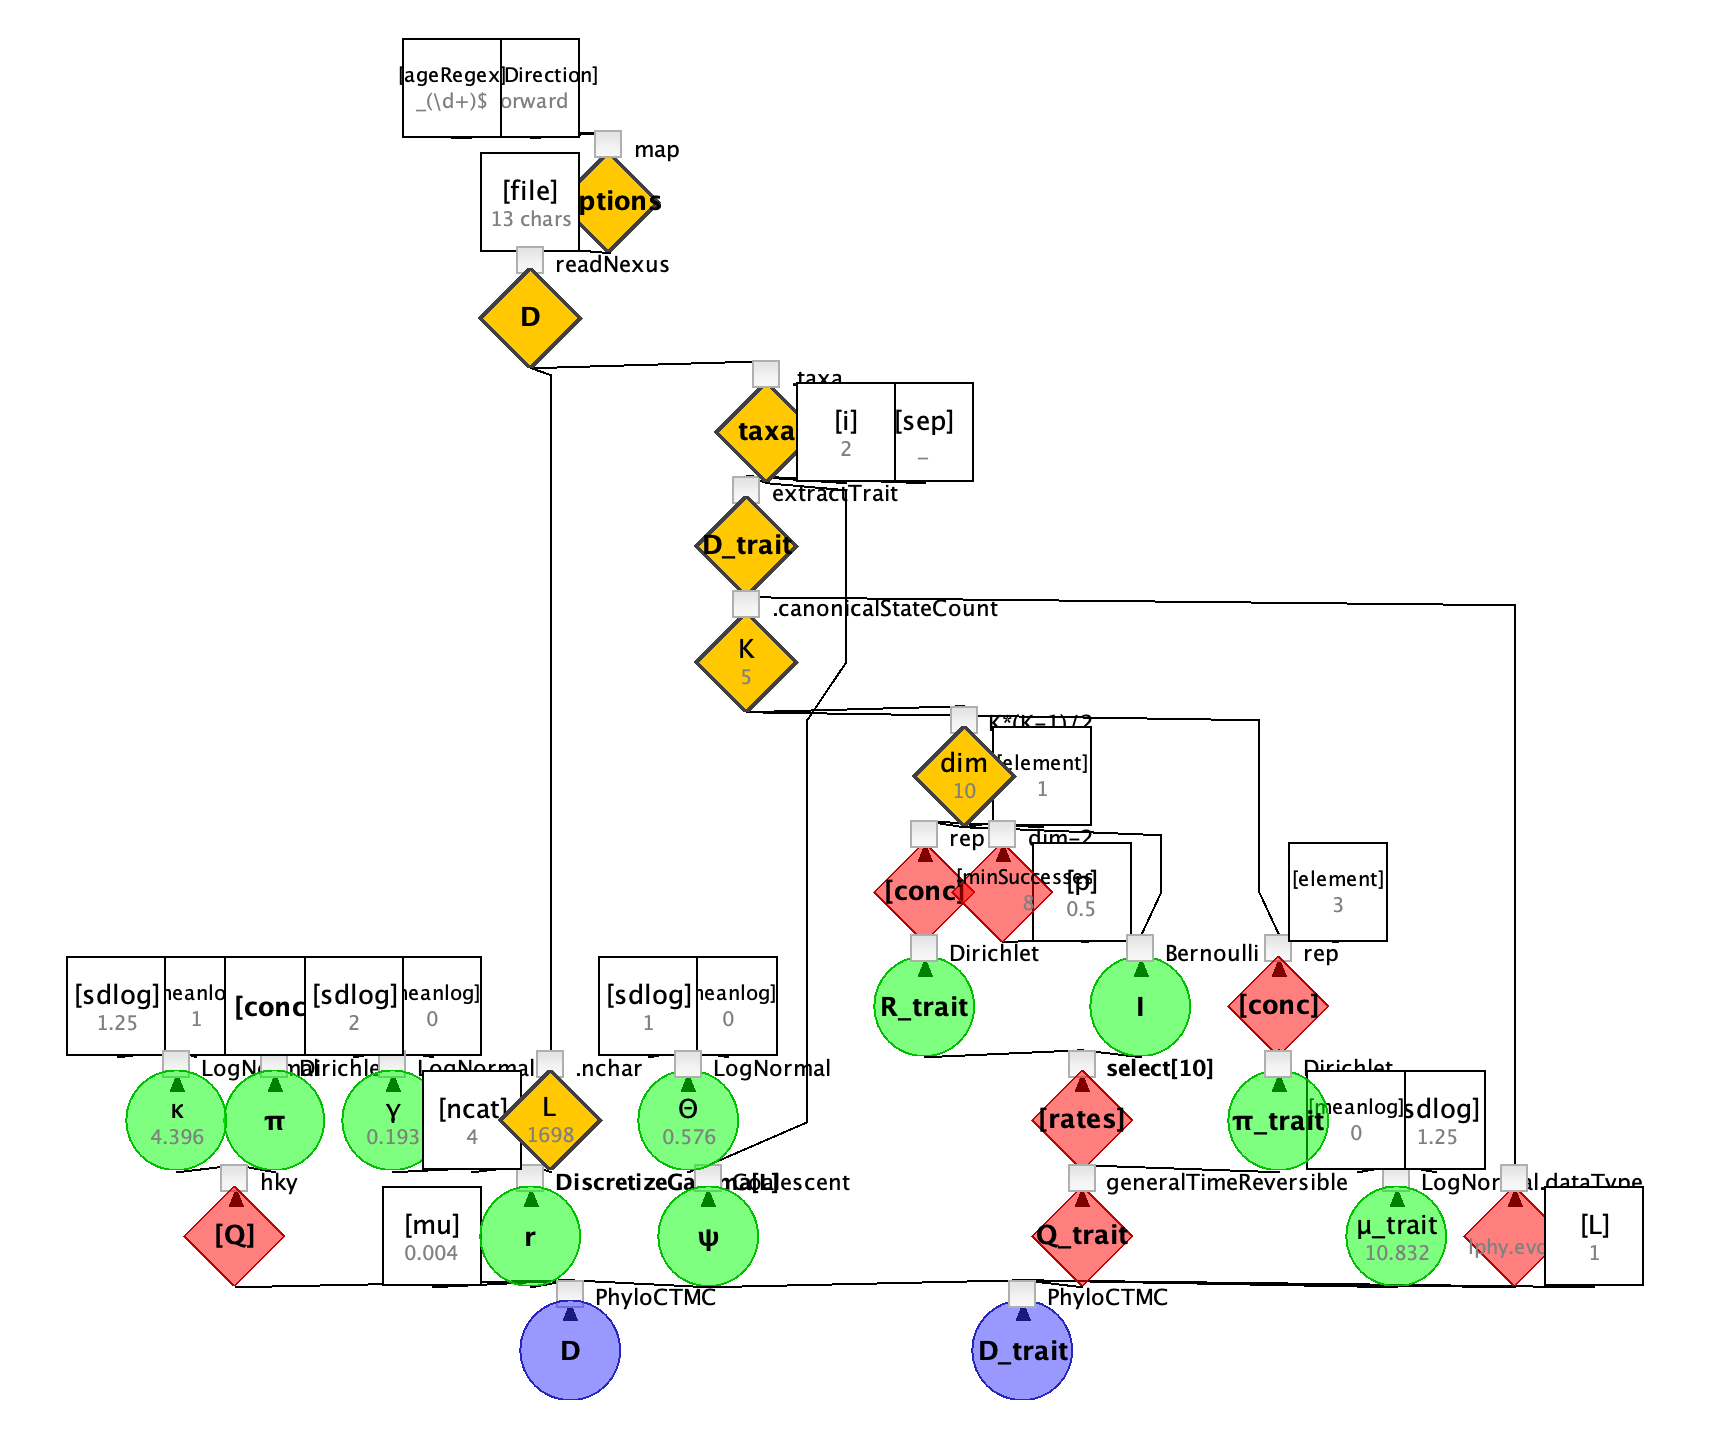 [ageRegex]
Direction]
_(\d+)$
orward
map
[file]
13 chars
ptions
readNexus
D
.taxa
taxa
[i]
2
[sep]
_
extractTrait
D_trait
.canonicalStateCount
K
5
K*(K-1)/2
dim
10
[element]
1
rep
dim-2
[conc]
[minSuccesses
8
[p]
0.5
[element]
3
Dirichlet
Bernoulli
rep
R_trait
I
[conc]
[sdlog]
1.25
neanlo
1
[conc
[sdlog]
2
neanlog]
0
[sdlog]
1
neanlog]
0
LogNormal
Dirichlet
LogNormal
.nchar
LogNormal
select[10]
Dirichlet
κ
4.396
π
γ
0.193
[ncat]
4
L
1698
Θ
0.576
[rates]
π_trait
[meanlog]
0
sdlog]
1.25
hky
DiscretizeGamma[L]
Coalescent
generalTimeReversible
LogNormal
.dataType
[Q]
[mu]
0.004
r
ψ
Q_trait
μ_trait
10.832
lphy.evo
[L]
1
PhyloCTMC
PhyloCTMC
D
D_trait